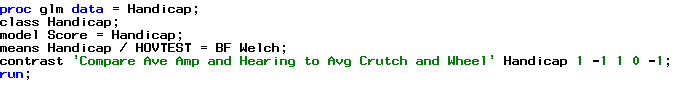 proc glm data = Handicap;
class Handicap;
model Score = Handicap;
means Handicap / HOVTEST = BF Welch;
contrast 'Compare Ave Amp and Hearing to Avg Crutch and Wheel' Handicap 1 -1 1 0 -1;
run;